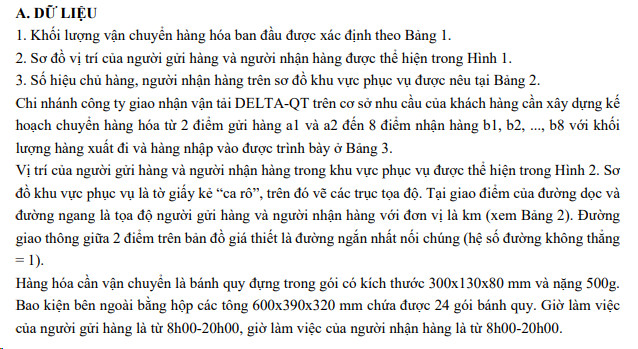 A. DỮ LIỆU
1. Khối lượng vận chuyển hàng hóa ban đầu được xác định theo Bảng 1.
2. Sơ đồ vị trí của người gửi hàng và người nhận hàng được thể hiện trong Hình 1.
3. Số hiệu chủ hàng, người nhận hàng trên sơ đồ khu vực phục vụ được nêu tại Bảng 2.
Chi nhánh công ty giao nhận vận tải DELTA-QT trên cơ sở nhu cầu của khách hàng cần xây dựng kế
hoạch chuyển hàng hóa từ 2 điểm gửi hàng a1 và a2 đến 8 điểm nhận hàng b1, b2, ..., b8 với khối
lượng hàng xuất đi và hàng nhập vào được trình bày ở Bảng 3.
Vị trí của người gửi hàng và người nhận hàng trong khu vực phục vụ được thể hiện trong Hình 2. Sơ
đồ khu vực phục vụ là tờ giấy kẻ “ca rô”, trên đó vẽ các trục tọa độ. Tại giao điểm của đường dọc và
đường ngang là tọa độ người gửi hàng và người nhận hàng với đơn vị là km (xem Bảng 2). Đường
giao thông giữa 2 điểm trên bản đồ giả thiết là đường ngắn nhất nối chúng (hệ số đường không thẳng
= 1).
Hàng hóa cần vận chuyển là bánh quy đựng trong gói có kích thước 300x130x80 mm và nặng 500g.
Bao kiện bên ngoài bằng hộp các tông 600x390x320 mm chứa được 24 gói bánh quy. Giờ làm việc
của người gửi hàng là từ 8h00-20h00, giờ làm việc của người nhận hàng là từ 8h00-20h00.